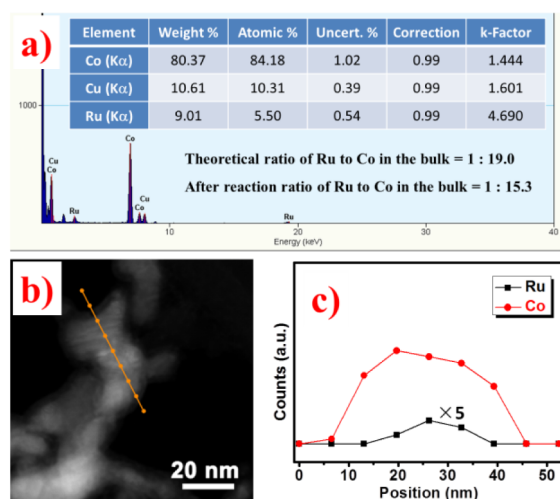 a)
Element Weight % Atomic % Uncert. % Correction k-Factor
Co (Kα) 80.37 84.18 1.02 0.99 1.444
Cu (Kα) 10.61 10.31 0.39 0.99 1.601
Ru (Kα) 9.01 5.50 0.54 0.99 4.690
1000
Theoretical ratio of Ru to Co in the bulk = 1 : 19.0
After reaction ratio of Ru to Co in the bulk = 1 : 15.3
Co
Cu
Co
Cu
Ru
Co
Ru
10 20 30 40
Energy (keV)
b)
20 nm
c)
Ru
Co
×5
Counts (a.u.)
0 10 20 30 40 50
Position (nm)